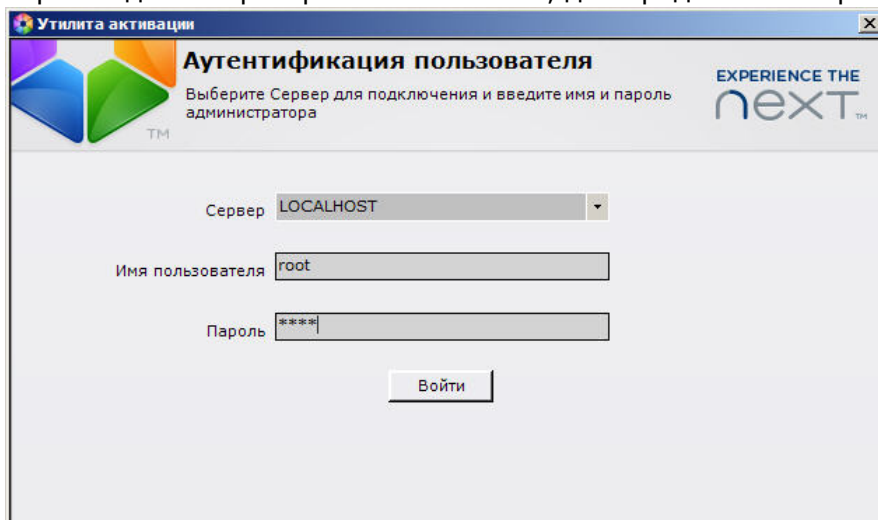 Утилита активации
Аутентификация пользователя
Выберите Сервер для подключения и введите имя и пароль
администратора
EXPERIENCE THE
next™
TM
Сервер LOCALHOST
Имя пользователя root
Пароль ****
Войти